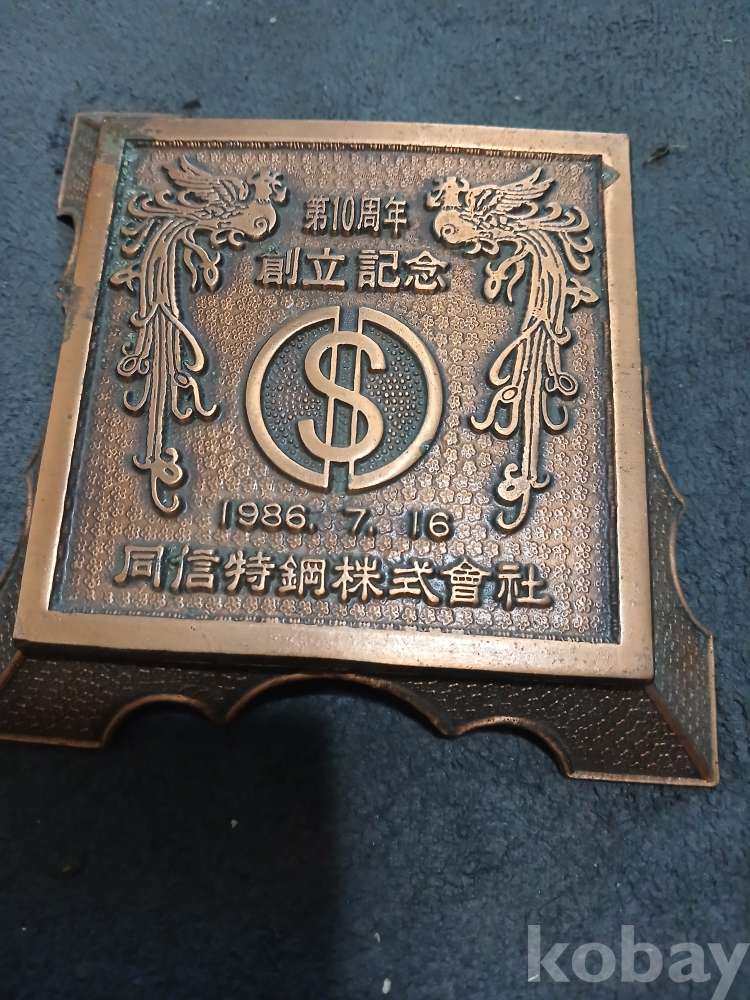 第10周年
創立記念
$
1986. 7. 16
同信特鋼株式會社
kobay